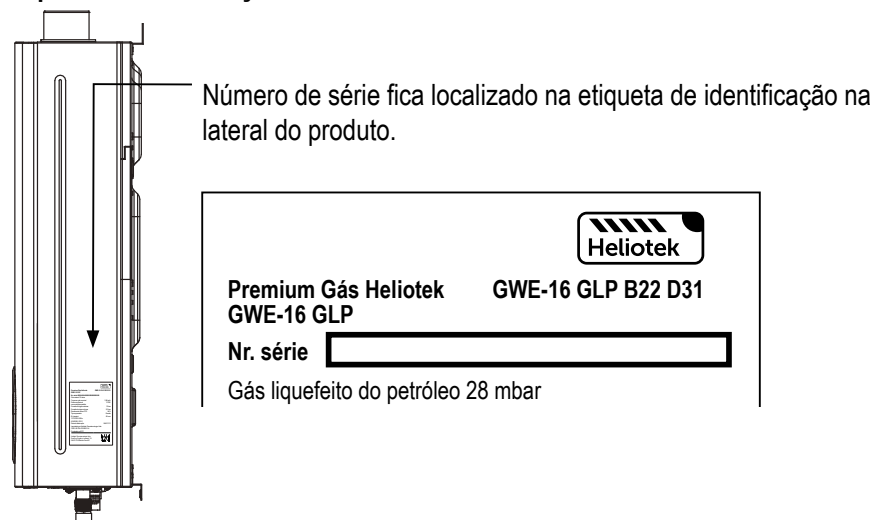 Número de série fica localizado na etiqueta de identificação na
lateral do produto.
Heliotek
Premium Gás Heliotek GWE-16 GLP B22 D31
GWE-16 GLP
Nr. série
Gás liquefeito do petróleo 28 mbar